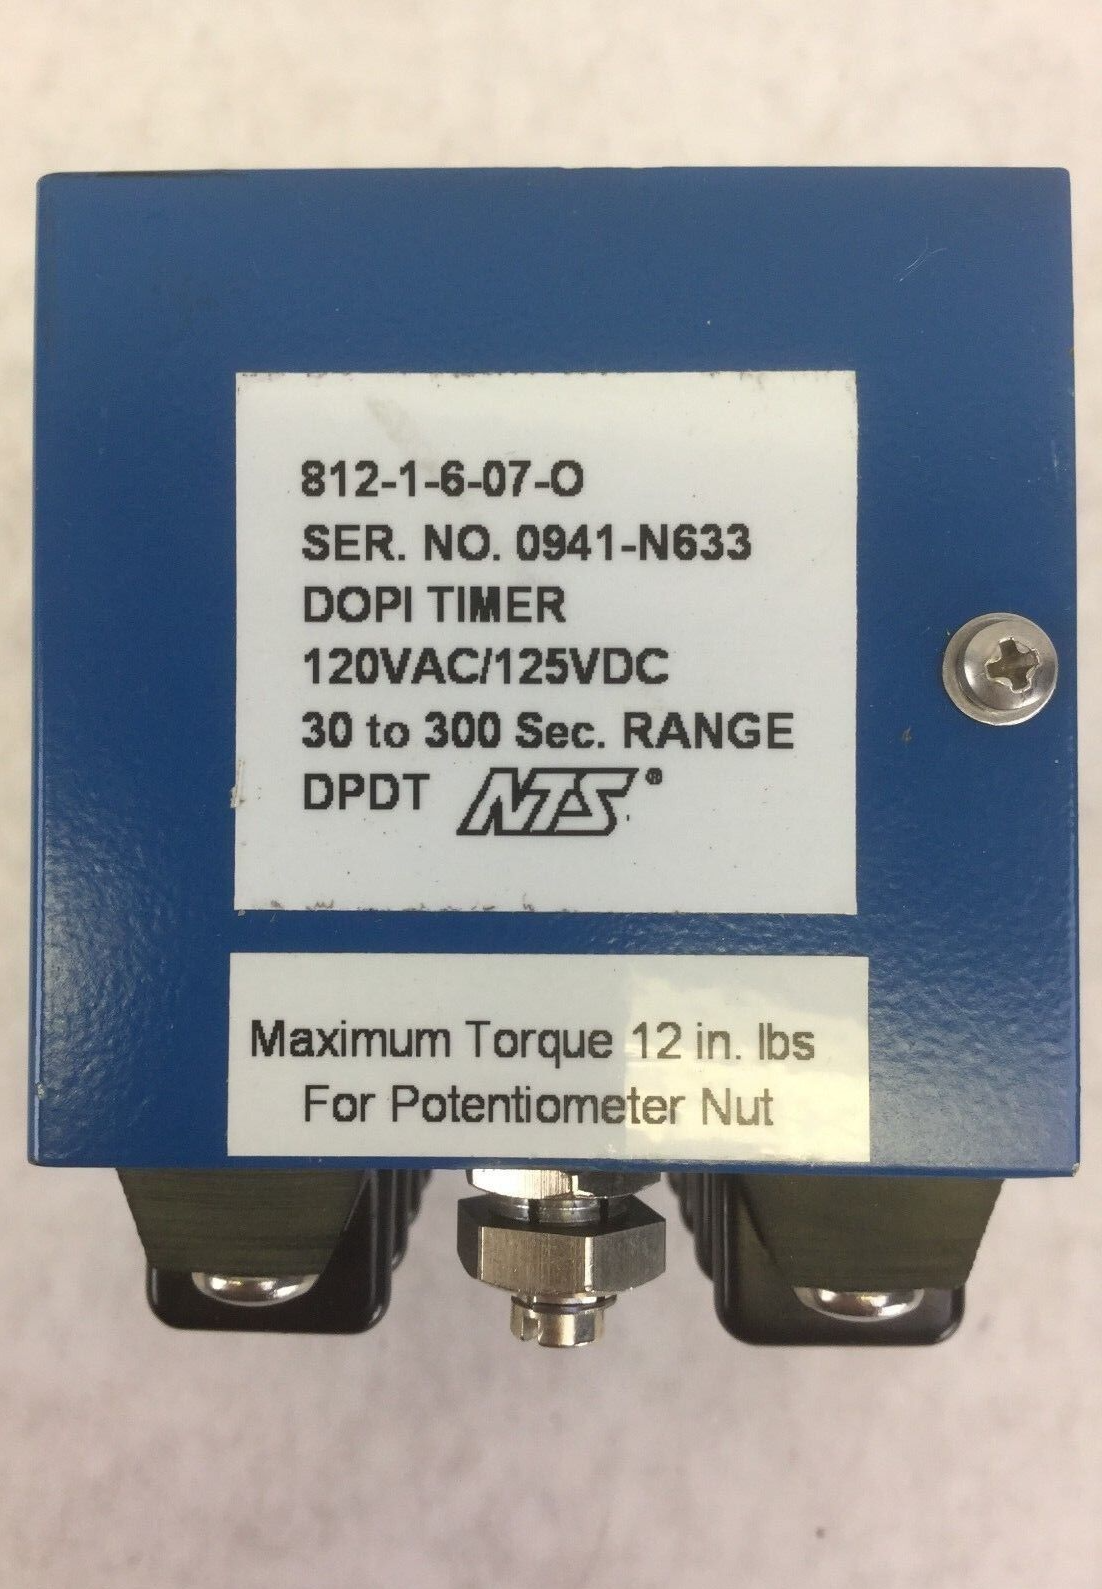 812-1-6-07-O
SER. NO. 0941-N633
DOPI TIMER
120VAC/125VDC
30 to 300 Sec. RANGE
DPDT NTS®
Maximum Torque 12 in. lbs
For Potentiometer Nut